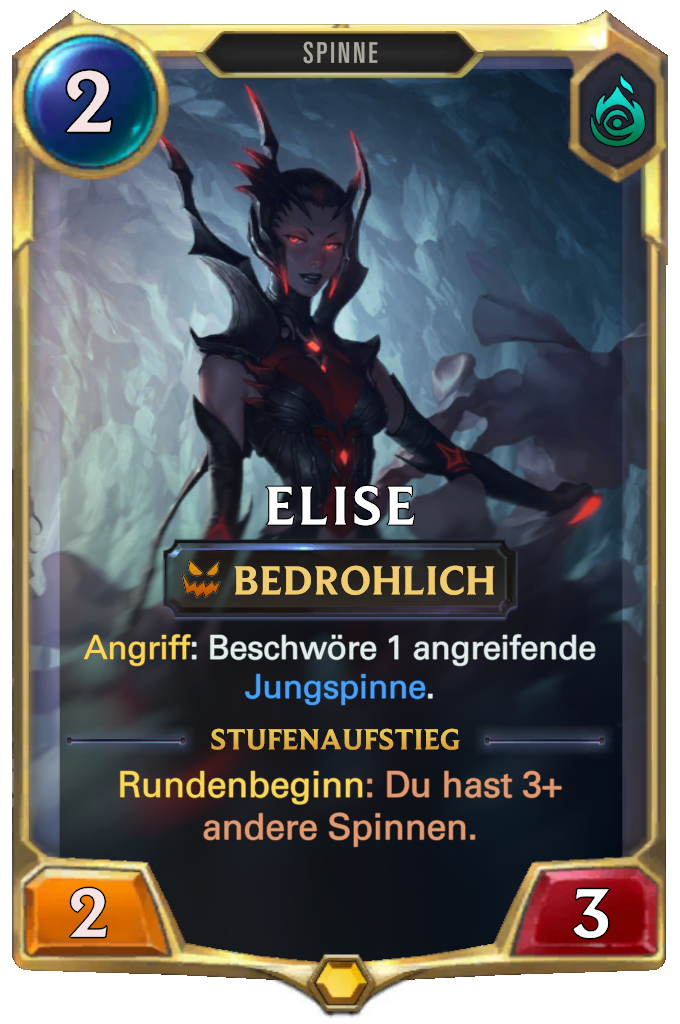 SPINNE
2
ELISE
BEDROHLICH
Angriff: Beschwöre 1 angreifende
Jungspinne.
STUFENAUFSTIEG
Rundenbeginn: Du hast 3+
andere Spinnen.
2
3